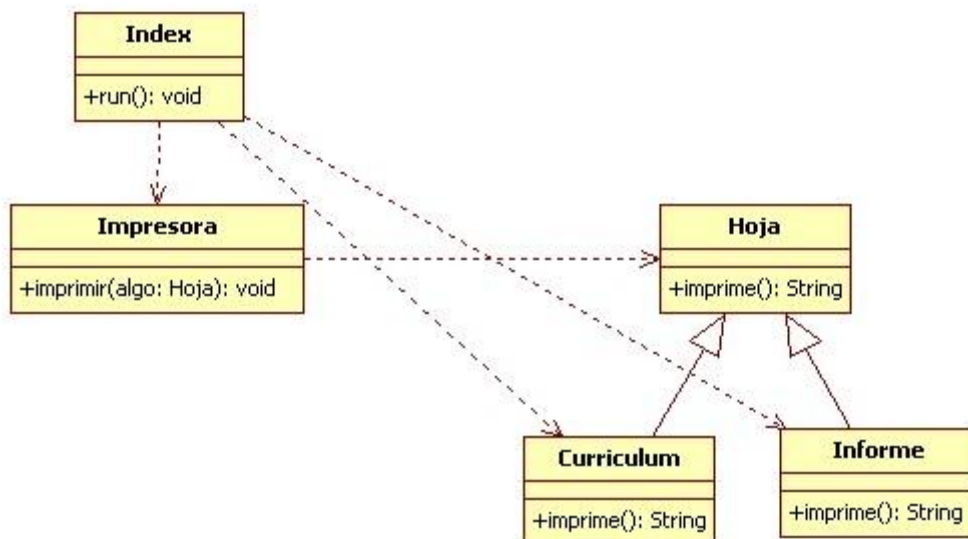 Index
+run(): void
Impresora
+imprimir(algo: Hoja): void
Hoja
+imprime(): String
Curriculum
+imprime(): String
Informe
+imprime(): String